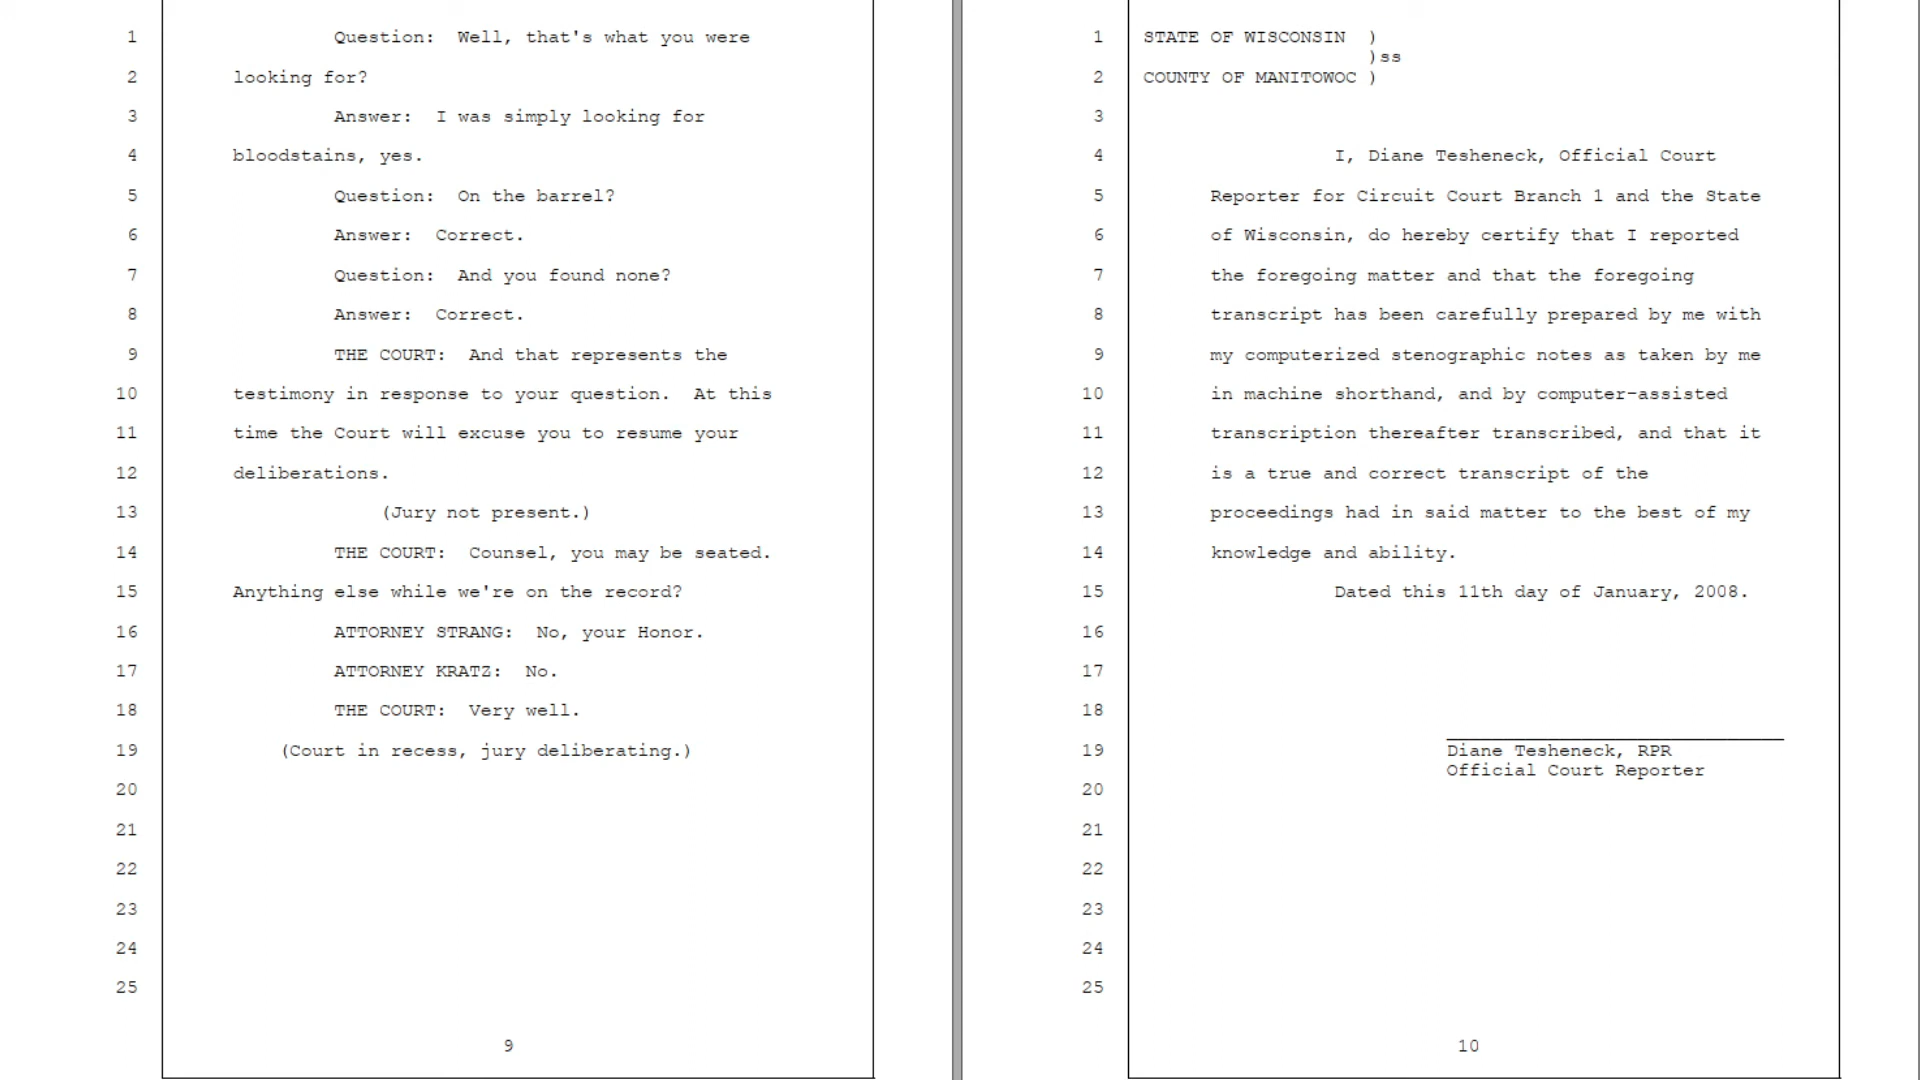 1 Question: Well, that's what you were
2 looking for?
3 Answer: I was simply looking for
4 bloodstains, yes.
5 Question: On the barrel?
6 Answer: Correct.
7 Question: And you found none?
8 Answer: Correct.
9 THE COURT: And that represents the
10 testimony in response to your question. At this
11 time the Court will excuse you to resume your
12 deliberations.
13 (Jury not present.)
14 THE COURT: Counsel, you may be seated.
15 Anything else while we're on the record?
16 ATTORNEY STRANG: No, your Honor.
17 ATTORNEY KRATZ: No.
18 THE COURT: Very well.
19 (Court in recess, jury deliberating.)
20
21
22
23
24
25
9
1 STATE OF WISCONSIN )
)ss
2 COUNTY OF MANITOWOC )
3
4 I, Diane Tesheneck, Official Court
5 Reporter for Circuit Court Branch 1 and the State
6 of Wisconsin, do hereby certify that I reported
7 the foregoing matter and that the foregoing
8 transcript has been carefully prepared by me with
9 my computerized stenographic notes as taken by me
10 in machine shorthand, and by computer-assisted
11 transcription thereafter transcribed, and that it
12 is a true and correct transcript of the
13 proceedings had in said matter to the best of my
14 knowledge and ability.
15 Dated this 11th day of January, 2008.
16
17
18
19 Diane Tesheneck, RPR
Official Court Reporter
20
21
22
23
24
25
10